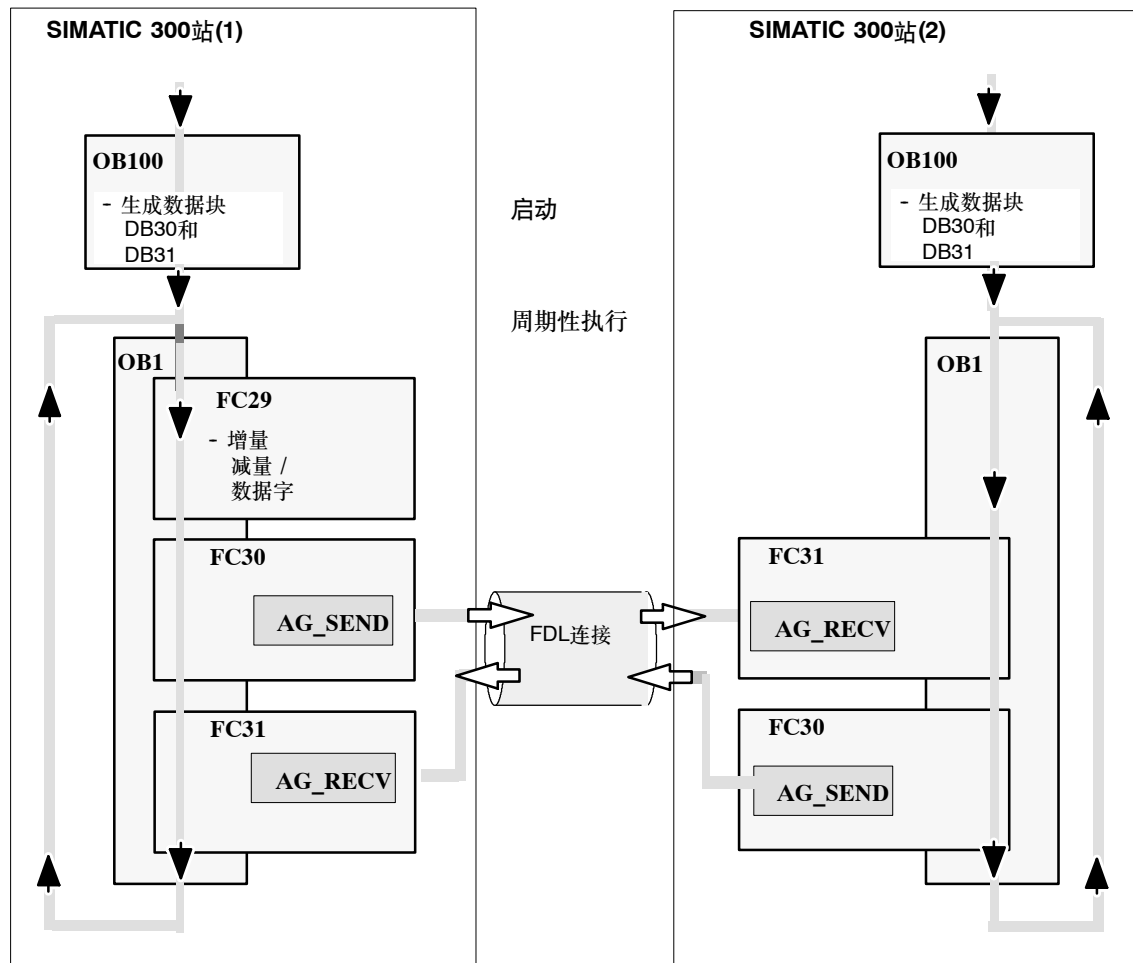 SIMATIC 300站(1)
OB100
- 生成数据块
DB30和
DB31
OB1
FC29
- 增量
减量 /
数据字
FC30
AG_SEND
FC31
AG_RECV
启动
周期性执行
FDL连接
SIMATIC 300站(2)
OB100
- 生成数据块
DB30和
DB31
OB1
FC31
AG_RECV
FC30
AG_SEND